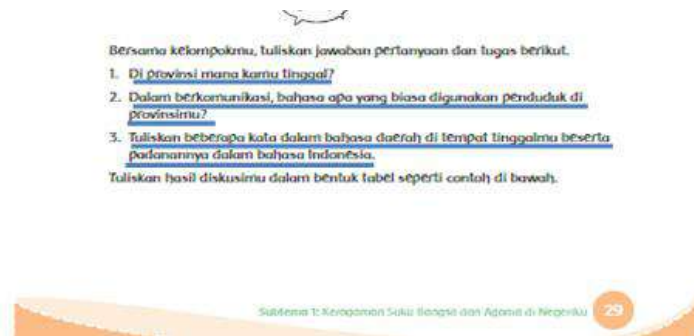 Bersama kelompokmu, tuliskan jawaban pertanyaan dan tugas berikut.
1. Di provinsi mana kamu tinggal?
2. Dalam berkomunikasi, bahasa apa yang biasa digunakan penduduk di
provinsimu?
3. Tuliskan beberapa kata dalam bahasa daerah di tempat tinggalmu beserta
padanannya dalam bahasa Indonesia.
Tuliskan hasil diskusimu dalam bentuk tabel seperti contoh di bawah.
Subtema 1: Keragaman Suku Bangsa dan Agama di Negeriku 29